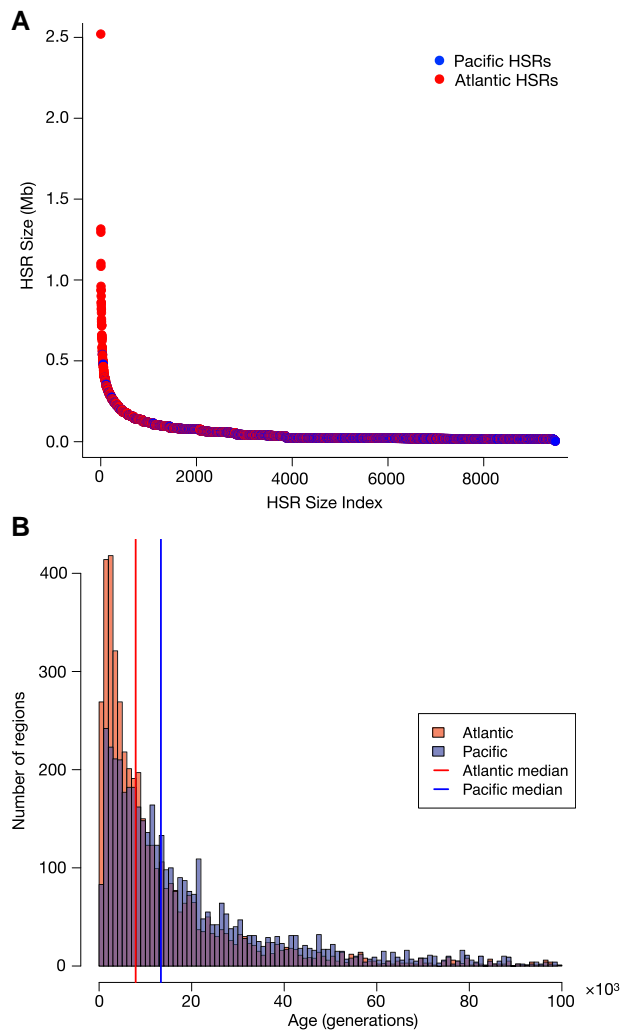 A
2.5
2.0
1.5
1.0
0.5
0.0
HSR Size (Mb)
Pacific HSRs
Atlantic HSRs
0
2000
4000
6000
8000
HSR Size Index
B
400
300
200
100
0
Number of regions
Atlantic
Pacific
Atlantic median
Pacific median
0
20
40
60
80
100
×10³
Age (generations)